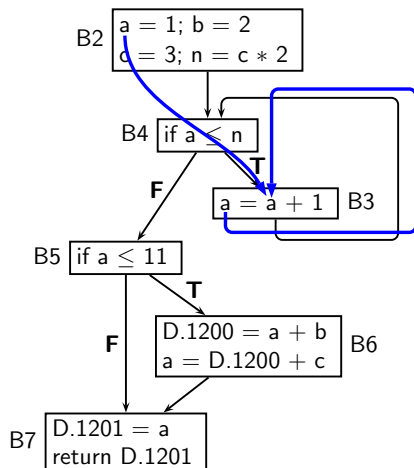 B2
a = 1; b = 2
c = 3; n = c * 2
B4
if a ≤ n
F
T
a = a + 1
B3
B5
if a ≤ 11
F
T
D.1200 = a + b
a = D.1200 + c
B6
B7
D.1201 = a
return D.1201